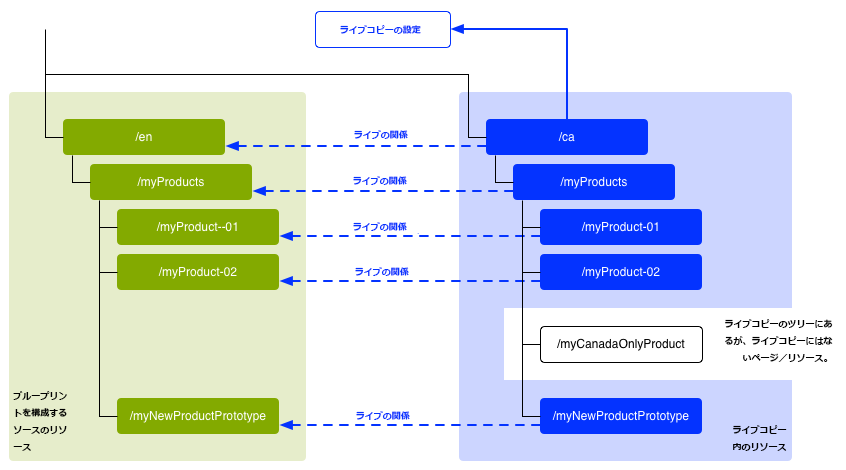 ライブコピーの設定
/en
ライブの関係
/ca
/myProducts
ライブの関係
/myProducts
/myProduct--01
ライブの関係
/myProduct-01
/myProduct-02
ライブの関係
/myProduct-02
ライブコピーのツリーにあ
るが、ライブコピーにはな
いページ／リソース。
/myCanadaOnlyProduct
ブループリン
トを構成する
ソースのリソ
ース
/myNewProductPrototype
ライブの関係
/myNewProductPrototype
ライブコピー
内のリソース